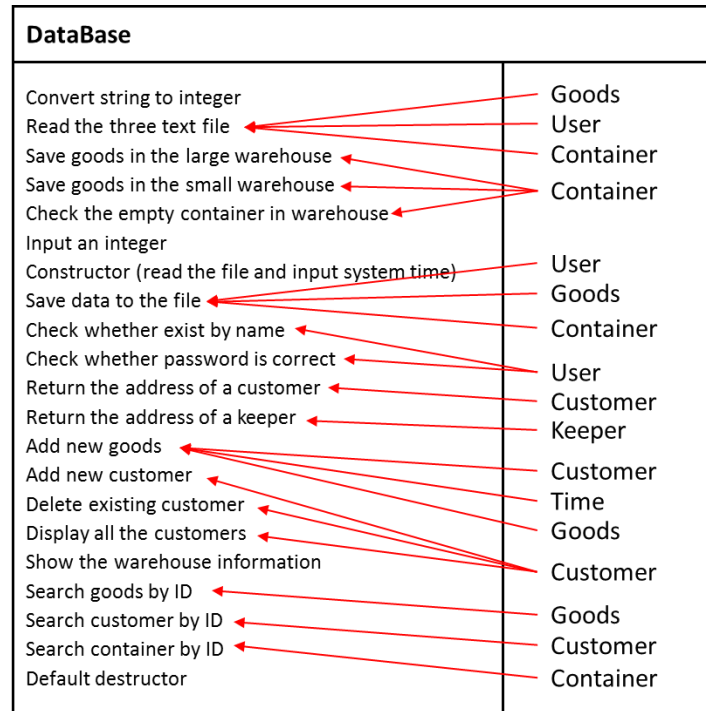 DataBase
Convert string to integer
Read the three text file
Save goods in the large warehouse
Save goods in the small warehouse
Check the empty container in warehouse
Input an integer
Constructor (read the file and input system time)
Save data to the file
Check whether exist by name
Check whether password is correct
Return the address of a customer
Return the address of a keeper
Add new goods
Add new customer
Delete existing customer
Display all the customers
Show the warehouse information
Search goods by ID
Search customer by ID
Search container by ID
Default destructor
Goods
User
Container
Container
User
Goods
Container
User
Customer
Keeper
Customer
Time
Goods
Customer
Goods
Customer
Container